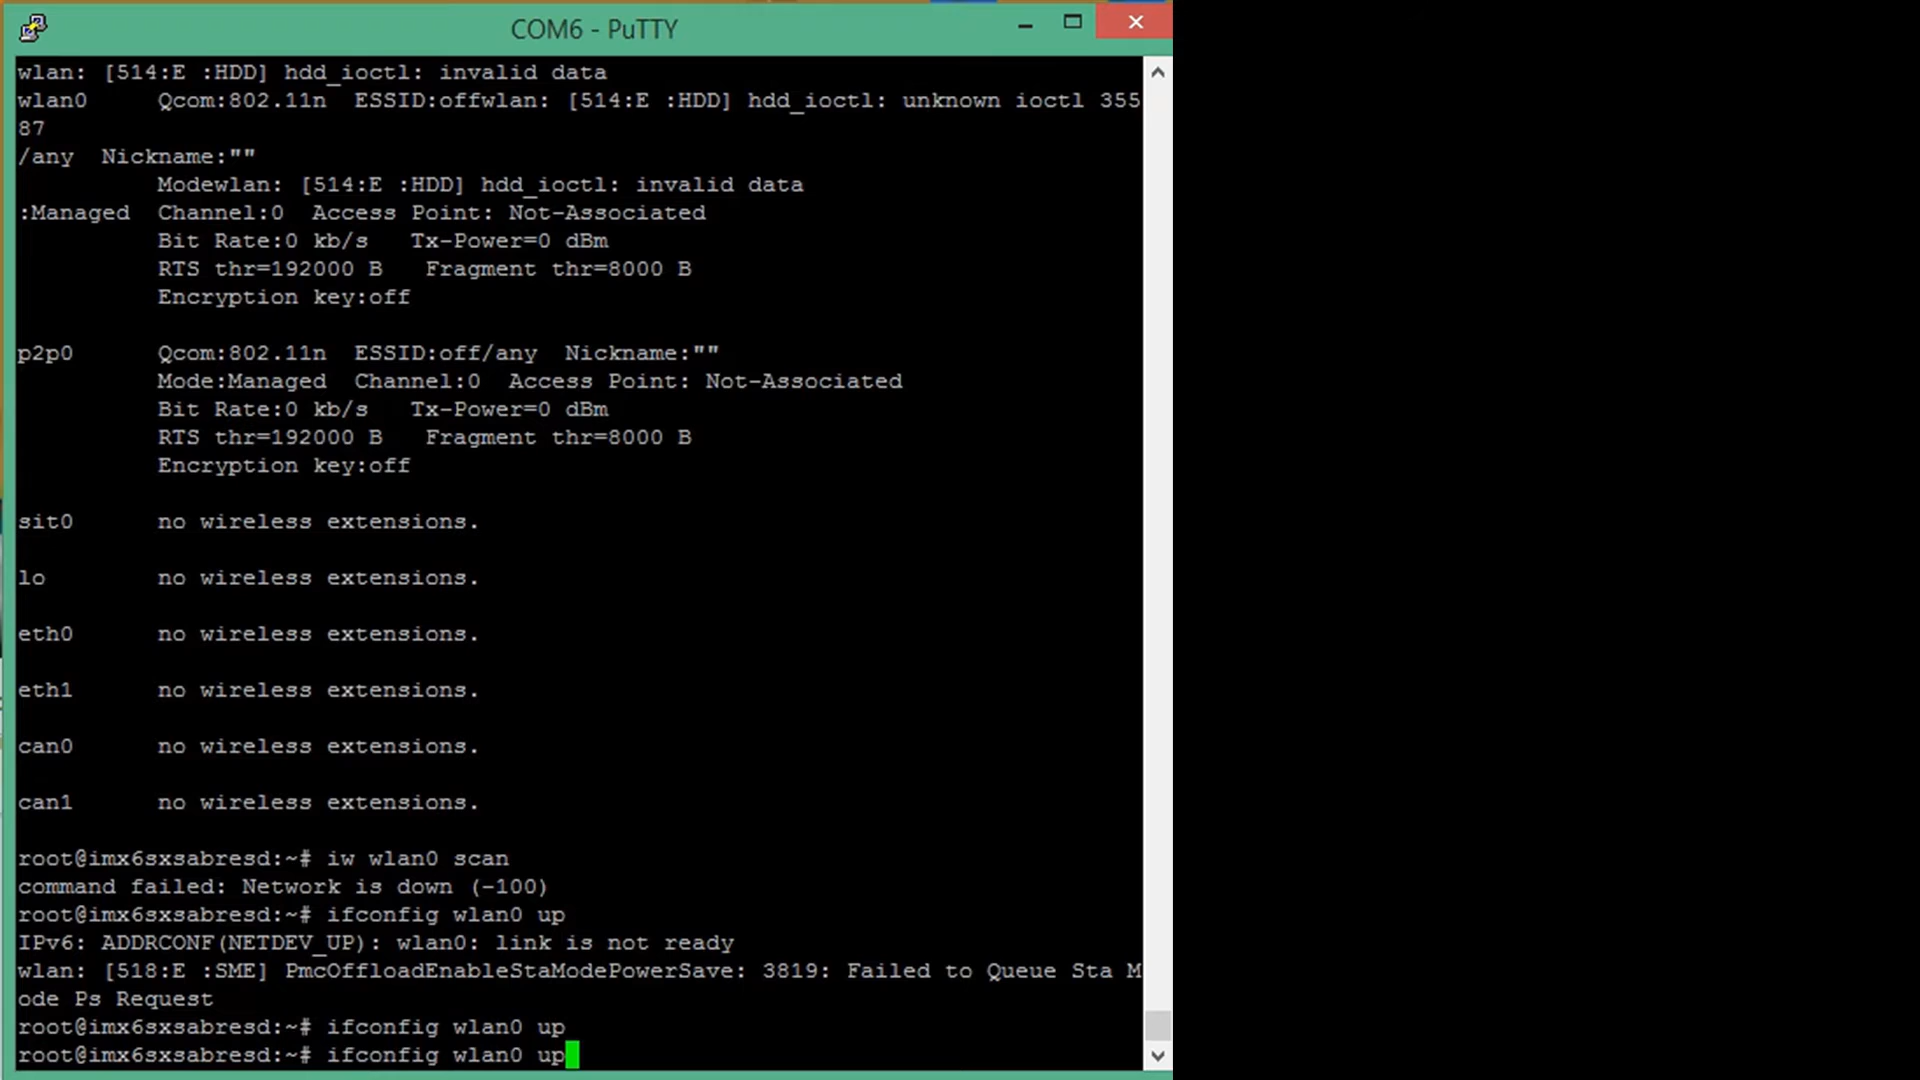 COM6 - PuTTY
wlan: [514:E :HDD] hdd_ioctl: invalid data
wlan0     Qcom:802.11n  ESSID:offwlan: [514:E :HDD] hdd_ioctl: unknown ioctl 355
87
/any  Nickname:""
          Modewlan: [514:E :HDD] hdd_ioctl: invalid data
:Managed  Channel:0  Access Point: Not-Associated
          Bit Rate:0 kb/s   Tx-Power=0 dBm
          RTS thr=192000 B   Fragment thr=8000 B
          Encryption key:off
p2p0      Qcom:802.11n  ESSID:off/any  Nickname:""
          Mode:Managed  Channel:0  Access Point: Not-Associated
          Bit Rate:0 kb/s   Tx-Power=0 dBm
          RTS thr=192000 B   Fragment thr=8000 B
          Encryption key:off
sit0      no wireless extensions.
lo        no wireless extensions.
eth0      no wireless extensions.
eth1      no wireless extensions.
can0      no wireless extensions.
can1      no wireless extensions.
root@imx6sxsabresd:~# iw wlan0 scan
command failed: Network is down (-100)
root@imx6sxsabresd:~# ifconfig wlan0 up
IPv6: ADDRCONF(NETDEV_UP): wlan0: link is not ready
wlan: [518:E :SME] PmcOffloadEnableStaModePowerSave: 3819: Failed to Queue Sta M
ode Ps Request
root@imx6sxsabresd:~# ifconfig wlan0 up
root@imx6sxsabresd:~# ifconfig wlan0 up